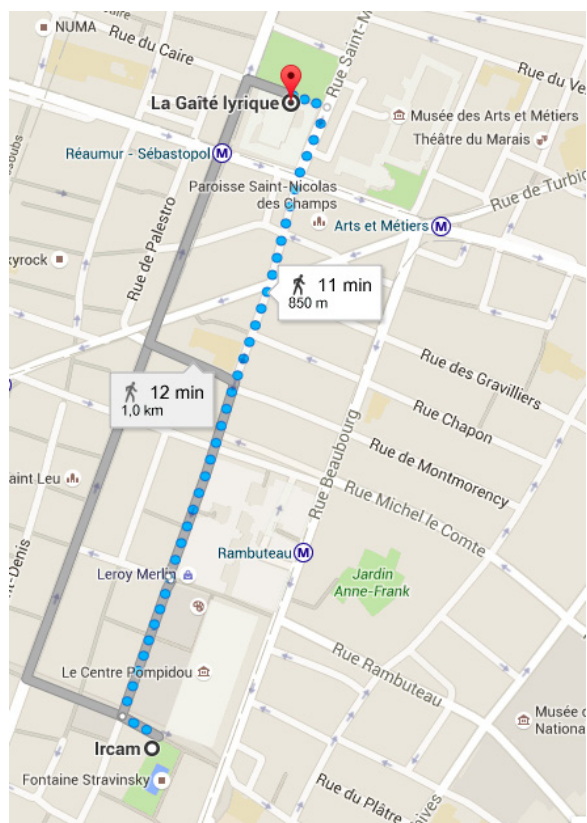 NUMA
Rue du Caire
Rue Saint-M
Rue du Ve
La Gaîté lyrique
Musée des Arts et Métiers
Théâtre du Marais
Réaumur - Sébastopol
M
Paroisse Saint-Nicolas
des Champs
Rue de Turbig
Arts et Métiers
M
kyrock
Rue de Palestro
11 min
850 m
Rue des Gravilliers
12 min
1,0 km
Rue Chapon
Rue de Montmorency
Rue Beaubourg
aint Leu
Rue Michel le Comte
Rambuteau
M
Leroy Merlin
Jardin
Anne-Frank
nt-Denis
Le Centre Pompidou
Rue Rambuteau
Musée d
National
Ircam
Fontaine Stravinsky
Rue du Plâtre
hives